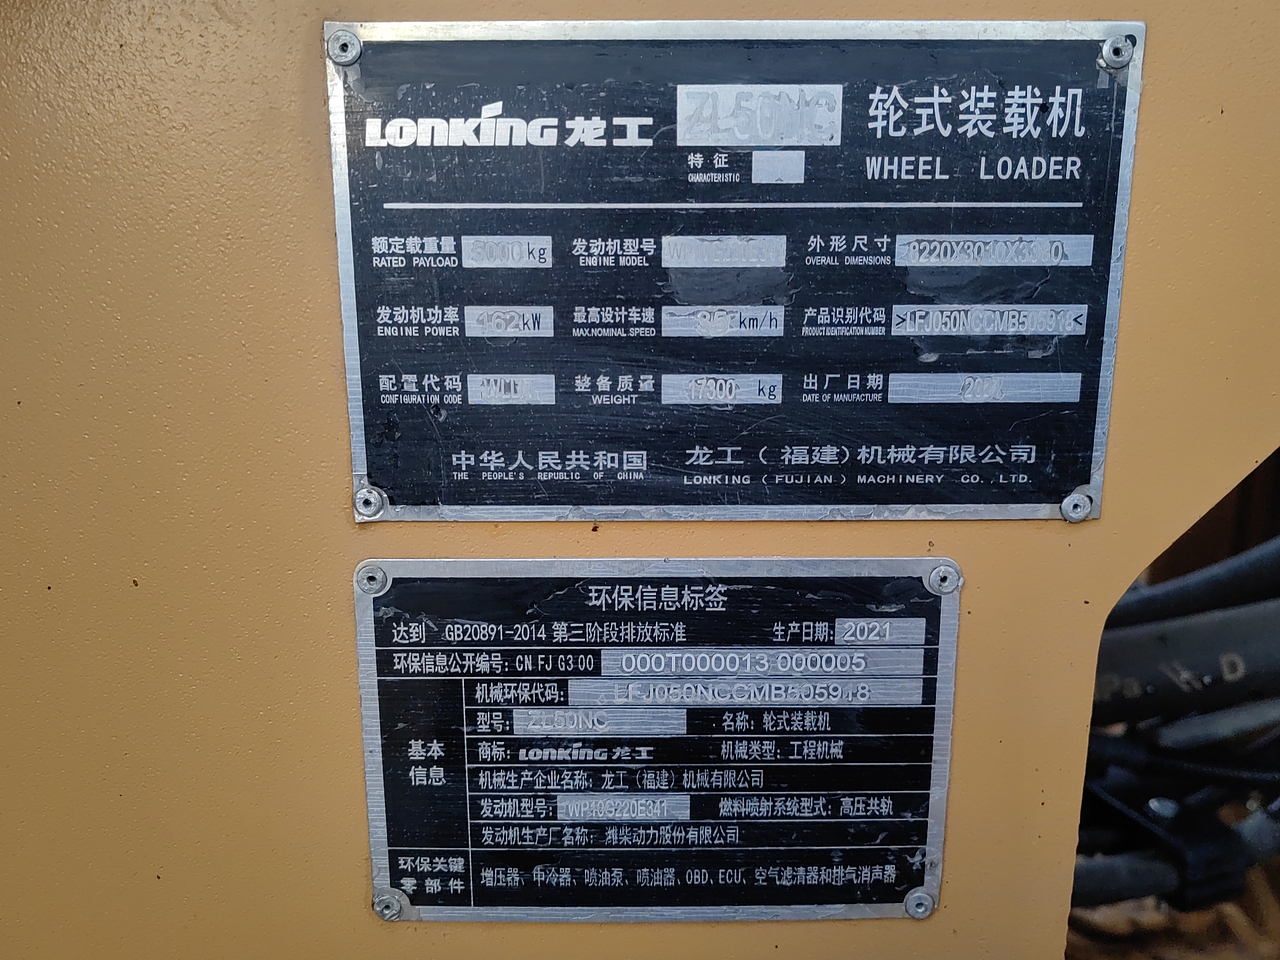 LONKING 龙工 ZL50NC 轮式装载机
特征
CHARACTERISTIC
WHEEL LOADER
额定载重量 5000kg 发动机型号 外形尺寸
RATED PAYLOAD ENGINE MODEL OVERALL DIMENSIONS
发动机功率 162kW 最高设计车速 km/h 产品识别代码 >LFJ050NCCMB505918<
ENGINE POWER MAX.NOMINAL SPEED PRODUCT IDENTIFICATION NUMBER
配置代码 整备质量 17300 kg 出厂日期
CONFIGURATION CODE WEIGHT DATE OF MANUFACTURE
中华人民共和国 龙工（福建）机械有限公司
THE PEOPLE'S REPUBLIC OF CHINA LONKING (FUJIAN) MACHINERY CO.,LTD.
环保信息标签
达到 GB20891-2014 第三阶段排放标准 生产日期: 2021
环保信息公开编号: CN FJ G3 00 000T000013 000005
机械环保代码: LFJ050NCCMB505918
型号: ZL50NC 名称: 轮式装载机
基本
信息
商标: LONKING 龙工 机械类型: 工程机械
机械生产企业名称: 龙工（福建）机械有限公司
发动机型号: WP10G220E341 燃料喷射系统型式: 高压共轨
发动机生产厂名称: 潍柴动力股份有限公司
环保关键
零部件
增压器、中冷器、喷油泵、喷油器、OBD、ECU、空气滤清器和排气消声器